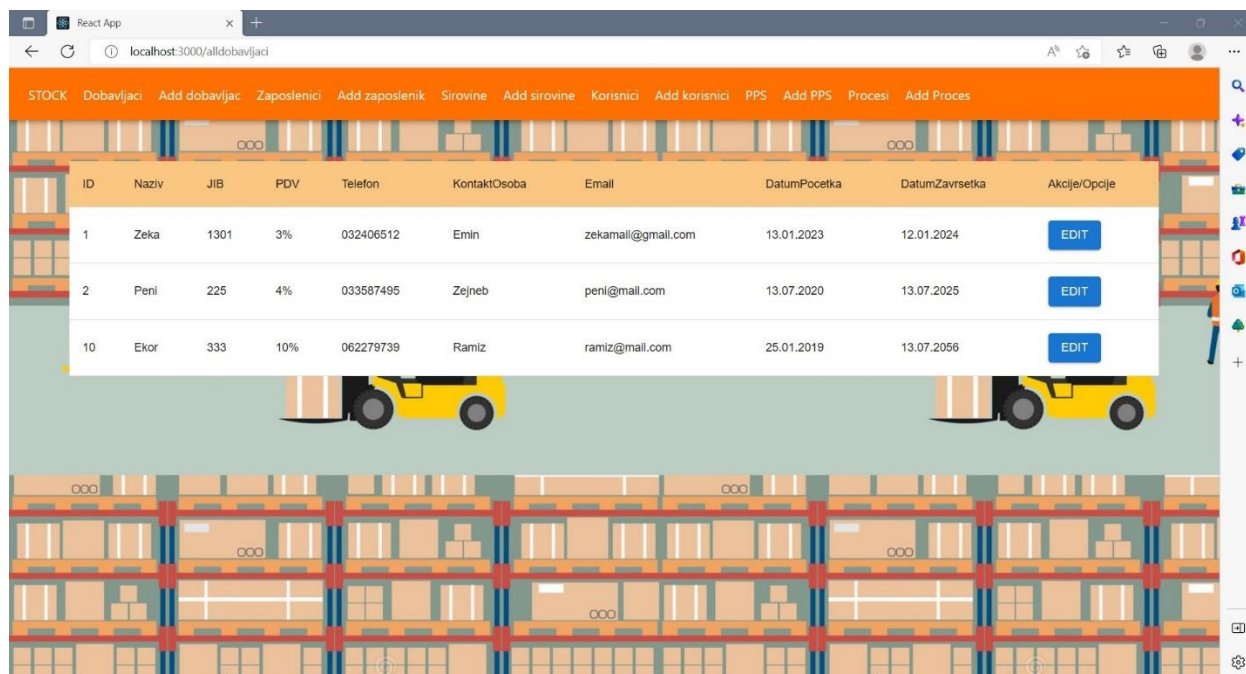 React App
localhost:3000/alldobavljaci
STOCK Dobavljaci Add dobavljac Zaposlenici Add zaposlenik Sirovine Add sirovine Korisnici Add korisnici PPS Add PPS Procesi Add Proces
ID Naziv JIB PDV Telefon KontaktOsoba Email DatumPocetka DatumZavrsetka Akcije/Opcije
1 Zeka 1301 3% 032406512 Emin zekamail@gmail.com 13.01.2023 12.01.2024 EDIT
2 Peni 225 4% 033587495 Zejneb peni@mail.com 13.07.2020 13.07.2025 EDIT
10 Ekor 333 10% 062279739 Ramiz ramiz@mail.com 25.01.2019 13.07.2056 EDIT